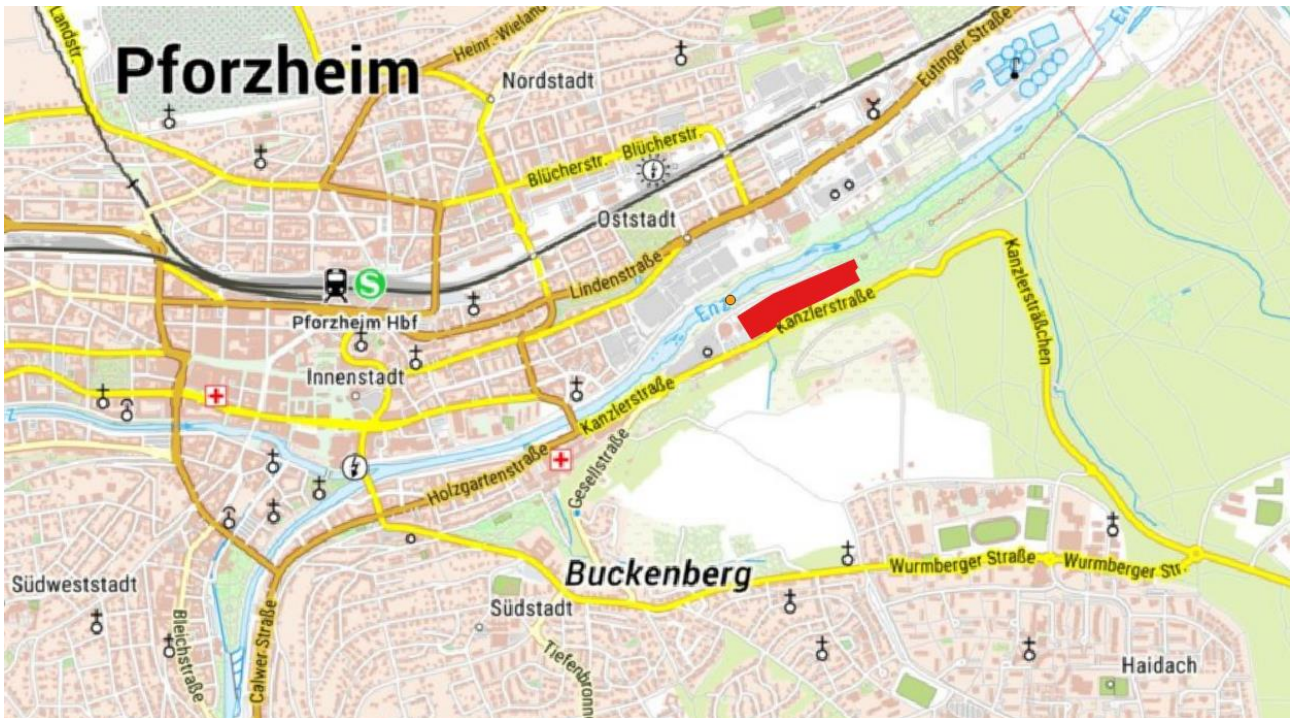 Landstr
Pforzheim
Heinr.-Wieland
Nordstadt
Eutinger Straße
En
Blücherstr.
Blücherstr.
Oststadt
Lindenstraße
S
Pforzheim Hbf
Enz
Kanzlerstraße
Kanzlersträßchen
Innenstadt
Kanzlerstraße
Z
Holzgartenstraße
Gesellstraße
Buckenberg
Wurmberger Straße
Wurmberger Str.
Südweststadt
Südstadt
Bleichstraße
Calwer Straße
Tiefenbronn
Haidach